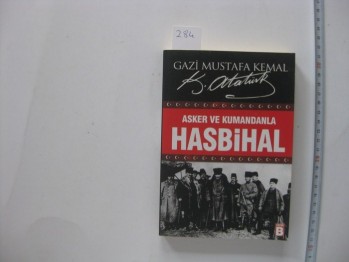 284
GAZİ MUSTAFA KEMAL
K. Atatürk
ASKER VE KUMANDANLA
HASBİHAL